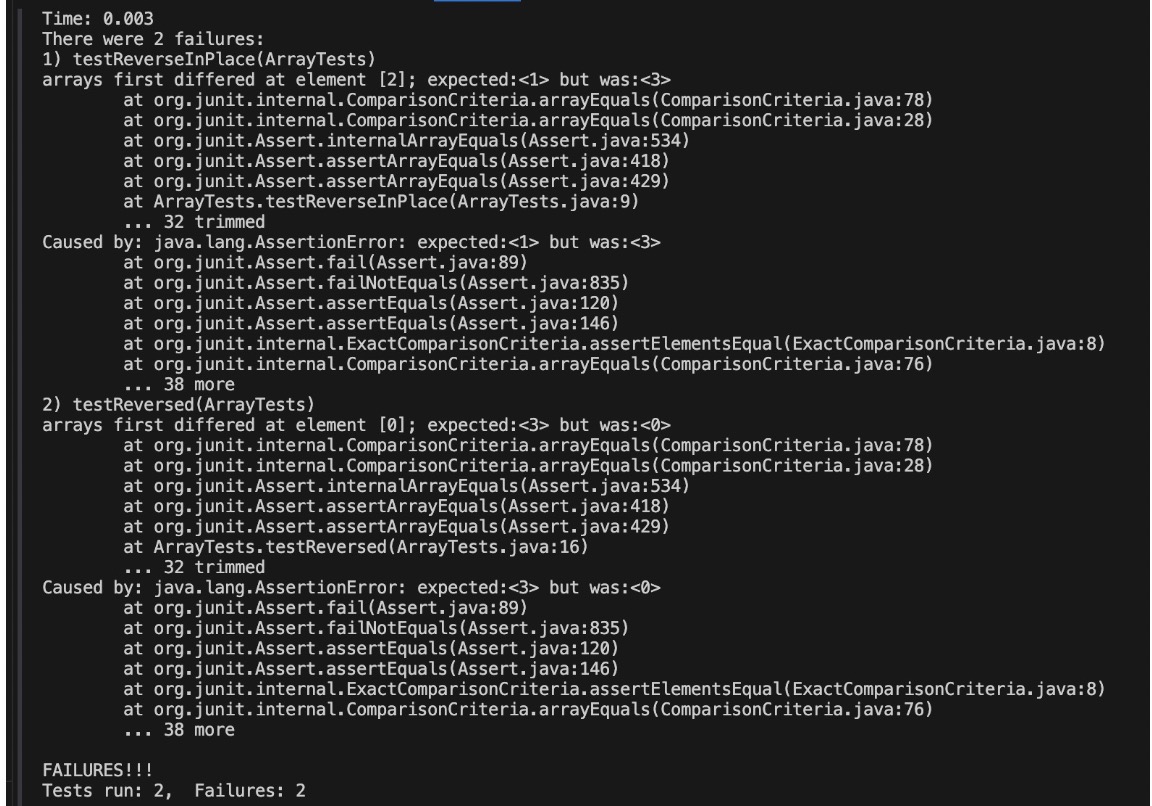 Time: 0.003
There were 2 failures:
1) testReverseInPlace(ArrayTests)
arrays first differed at element [2]; expected:<1> but was:<3>
        at org.junit.internal.ComparisonCriteria.arrayEquals(ComparisonCriteria.java:78)
        at org.junit.internal.ComparisonCriteria.arrayEquals(ComparisonCriteria.java:28)
        at org.junit.Assert.internalArrayEquals(Assert.java:534)
        at org.junit.Assert.assertArrayEquals(Assert.java:418)
        at org.junit.Assert.assertArrayEquals(Assert.java:429)
        at ArrayTests.testReverseInPlace(ArrayTests.java:9)
        ... 32 trimmed
Caused by: java.lang.AssertionError: expected:<1> but was:<3>
        at org.junit.Assert.fail(Assert.java:89)
        at org.junit.Assert.failNotEquals(Assert.java:835)
        at org.junit.Assert.assertEquals(Assert.java:120)
        at org.junit.Assert.assertEquals(Assert.java:146)
        at org.junit.internal.ExactComparisonCriteria.assertElementsEqual(ExactComparisonCriteria.java:8)
        at org.junit.internal.ComparisonCriteria.arrayEquals(ComparisonCriteria.java:76)
        ... 38 more
2) testReversed(ArrayTests)
arrays first differed at element [0]; expected:<3> but was:<0>
        at org.junit.internal.ComparisonCriteria.arrayEquals(ComparisonCriteria.java:78)
        at org.junit.internal.ComparisonCriteria.arrayEquals(ComparisonCriteria.java:28)
        at org.junit.Assert.internalArrayEquals(Assert.java:534)
        at org.junit.Assert.assertArrayEquals(Assert.java:418)
        at org.junit.Assert.assertArrayEquals(Assert.java:429)
        at ArrayTests.testReversed(ArrayTests.java:16)
        ... 32 trimmed
Caused by: java.lang.AssertionError: expected:<3> but was:<0>
        at org.junit.Assert.fail(Assert.java:89)
        at org.junit.Assert.failNotEquals(Assert.java:835)
        at org.junit.Assert.assertEquals(Assert.java:120)
        at org.junit.Assert.assertEquals(Assert.java:146)
        at org.junit.internal.ExactComparisonCriteria.assertElementsEqual(ExactComparisonCriteria.java:8)
        at org.junit.internal.ComparisonCriteria.arrayEquals(ComparisonCriteria.java:76)
        ... 38 more

FAILURES!!!
Tests run: 2,  Failures: 2